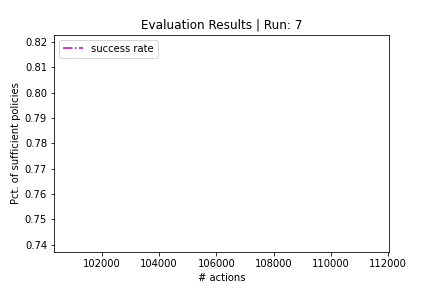 Evaluation Results | Run: 7
success rate
Pct. of sufficient policies
0.82
0.81
0.80
0.79
0.78
0.77
0.76
0.75
0.74
102000 104000 106000 108000 110000 112000
# actions